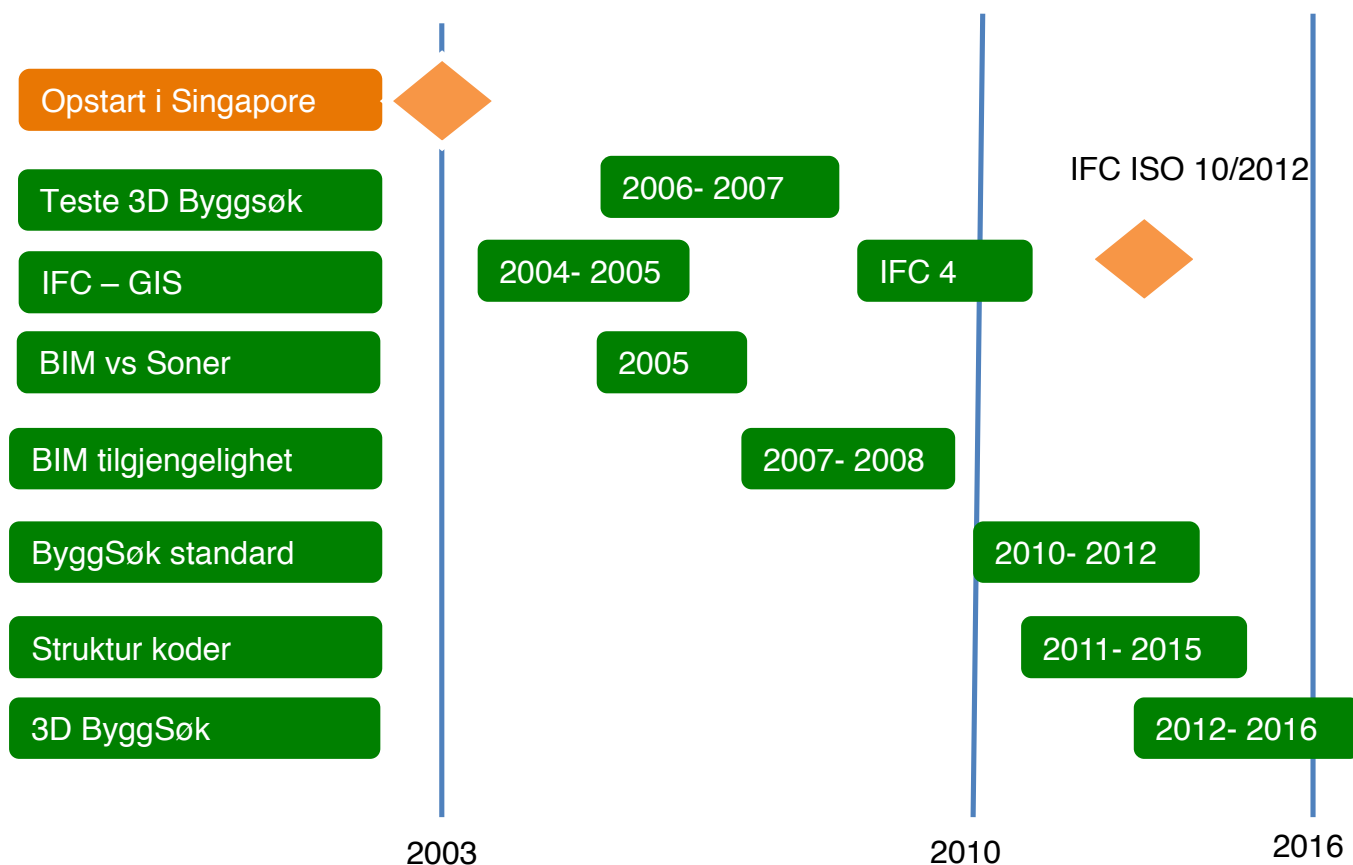 Opstart i Singapore
IFC ISO 10/2012
Teste 3D Byggsøk
2006- 2007
IFC – GIS
2004- 2005
IFC 4
BIM vs Soner
2005
BIM tilgjengelighet
2007- 2008
ByggSøk standard
2010- 2012
Struktur koder
2011- 2015
3D ByggSøk
2012- 2016
2003
2010
2016